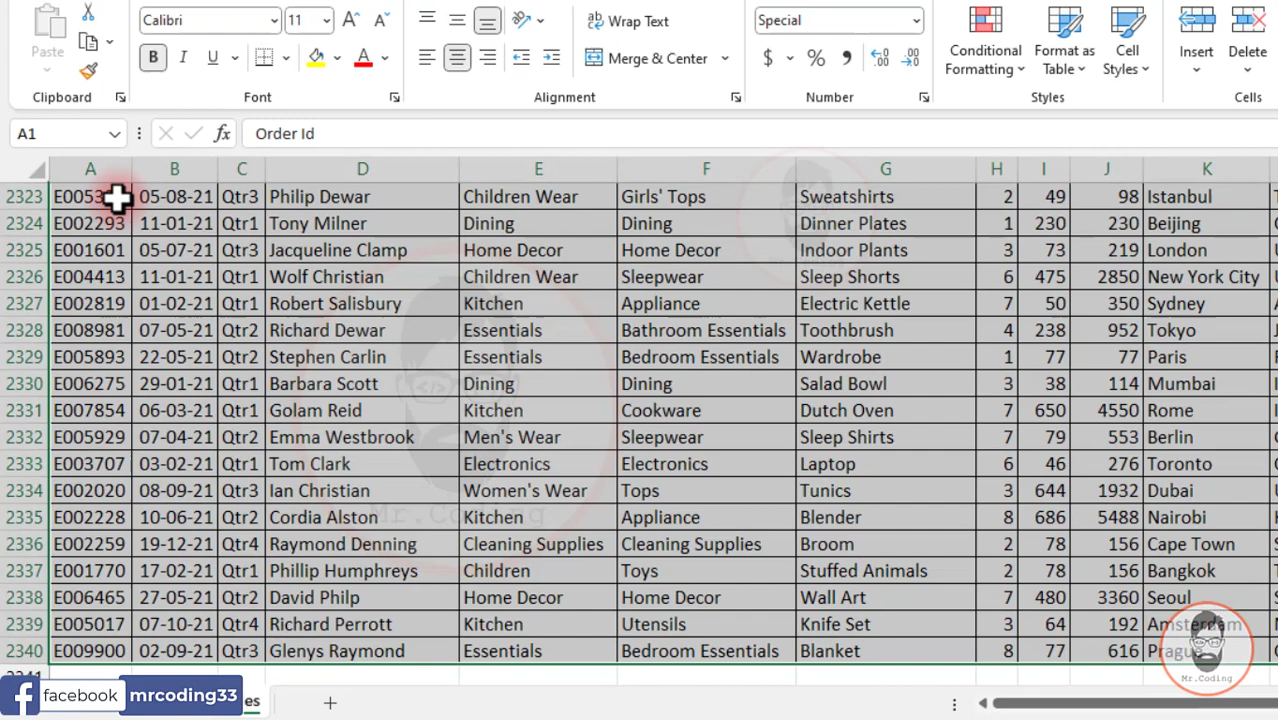 Calibri 11 A A Wrap Text Special Insert Delete
Paste B I U A Merge & Center $ % , .0 .00 .00 .0 Conditional Formatting Format as Table Cell Styles
Clipboard Font Alignment Number Styles Cells
A1 fx Order Id
A B C D E F G H I J K
2323 E005 05-08-21 Qtr3 Philip Dewar Children Wear Girls' Tops Sweatshirts 2 49 98 Istanbul
2324 E002293 11-01-21 Qtr1 Tony Milner Dining Dining Dinner Plates 1 230 230 Beijing
2325 E001601 05-07-21 Qtr3 Jacqueline Clamp Home Decor Home Decor Indoor Plants 3 73 219 London
2326 E004413 11-01-21 Qtr1 Wolf Christian Children Wear Sleepwear Sleep Shorts 6 475 2850 New York City
2327 E002819 01-02-21 Qtr1 Robert Salisbury Kitchen Appliance Electric Kettle 7 50 350 Sydney
2328 E008981 07-05-21 Qtr2 Richard Dewar Essentials Bathroom Essentials Toothbrush 4 238 952 Tokyo
2329 E005893 22-05-21 Qtr2 Stephen Carlin Essentials Bedroom Essentials Wardrobe 1 77 77 Paris
2330 E006275 29-01-21 Qtr1 Barbara Scott Dining Dining Salad Bowl 3 38 114 Mumbai
2331 E007854 06-03-21 Qtr1 Golam Reid Kitchen Cookware Dutch Oven 7 650 4550 Rome
2332 E005929 07-04-21 Qtr2 Emma Westbrook Men's Wear Sleepwear Sleep Shirts 7 79 553 Berlin
2333 E003707 03-02-21 Qtr1 Tom Clark Electronics Electronics Laptop 6 46 276 Toronto
2334 E002020 08-09-21 Qtr3 Ian Christian Women's Wear Tops Tunics 3 644 1932 Dubai
2335 E002228 10-06-21 Qtr2 Cordia Alston Kitchen Appliance Blender 8 686 5488 Nairobi
Mr.Coding
2336 E002259 19-12-21 Qtr4 Raymond Denning Cleaning Supplies Cleaning Supplies Broom 2 78 156 Cape Town
2337 E001770 17-02-21 Qtr1 Phillip Humphreys Children Toys Stuffed Animals 2 78 156 Bangkok
2338 E006465 27-05-21 Qtr2 David Philp Home Decor Home Decor Wall Art 7 480 3360 Seoul
2339 E005017 07-10-21 Qtr4 Richard Perrott Kitchen Utensils Knife Set 3 64 192 Amsterdam
2340 E009900 02-09-21 Qtr3 Glenys Raymond Essentials Bedroom Essentials Blanket 8 77 616 Prague
Mr.Coding
facebook mrcoding33 es